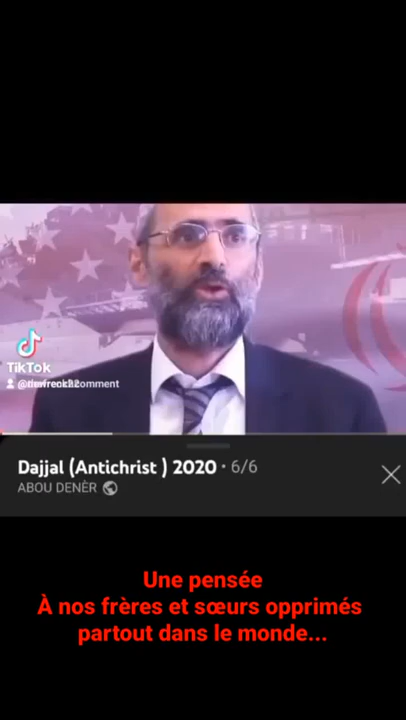 TikTok
Dajjal (Antichrist ) 2020 · 6/6
ABOU DENÈR
Une pensée
À nos frères et sœurs opprimés
partout dans le monde...